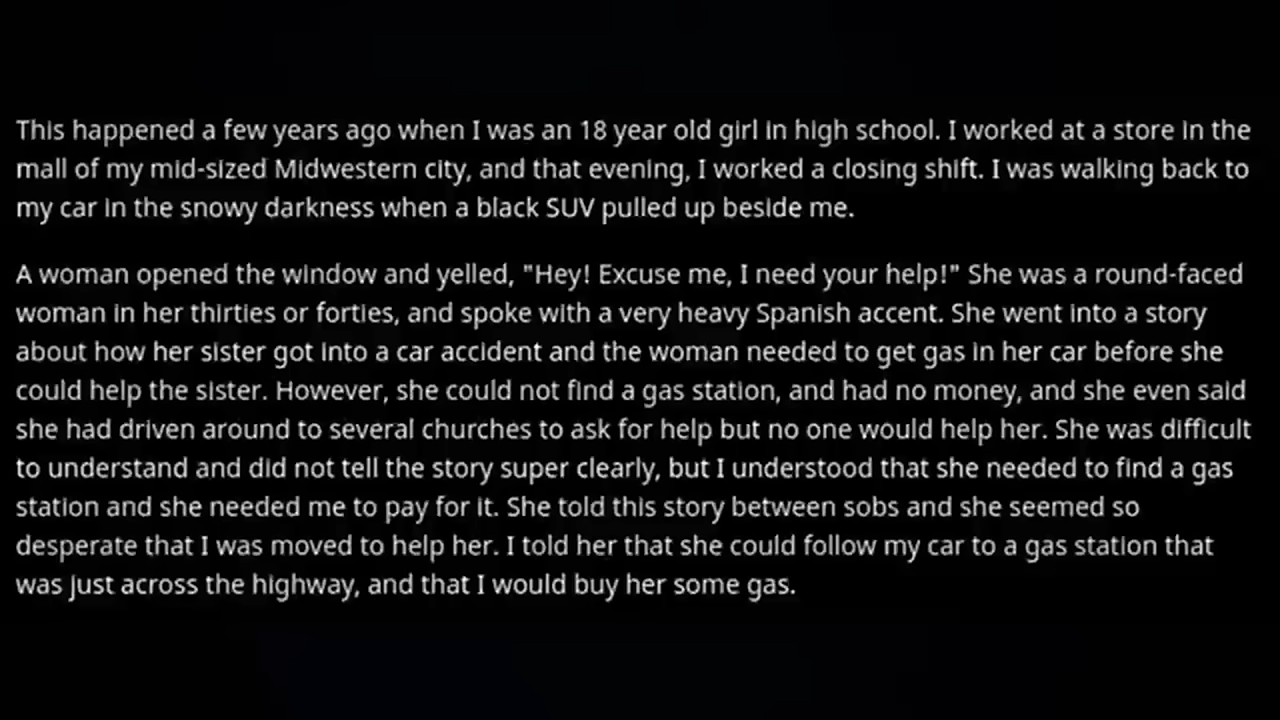 This happened a few years ago when I was an 18 year old girl in high school. I worked at a store in the
mall of my mid-sized Midwestern city, and that evening, I worked a closing shift. I was walking back to
my car in the snowy darkness when a black SUV pulled up beside me.
A woman opened the window and yelled, "Hey! Excuse me, I need your help!" She was a round-faced
woman in her thirties or forties, and spoke with a very heavy Spanish accent. She went into a story
about how her sister got into a car accident and the woman needed to get gas in her car before she
could help the sister. However, she could not find a gas station, and had no money, and she even said
she had driven around to several churches to ask for help but no one would help her. She was difficult
to understand and did not tell the story super clearly, but I understood that she needed to find a gas
station and she needed me to pay for it. She told this story between sobs and she seemed so
desperate that I was moved to help her. I told her that she could follow my car to a gas station that
was just across the highway, and that I would buy her some gas.